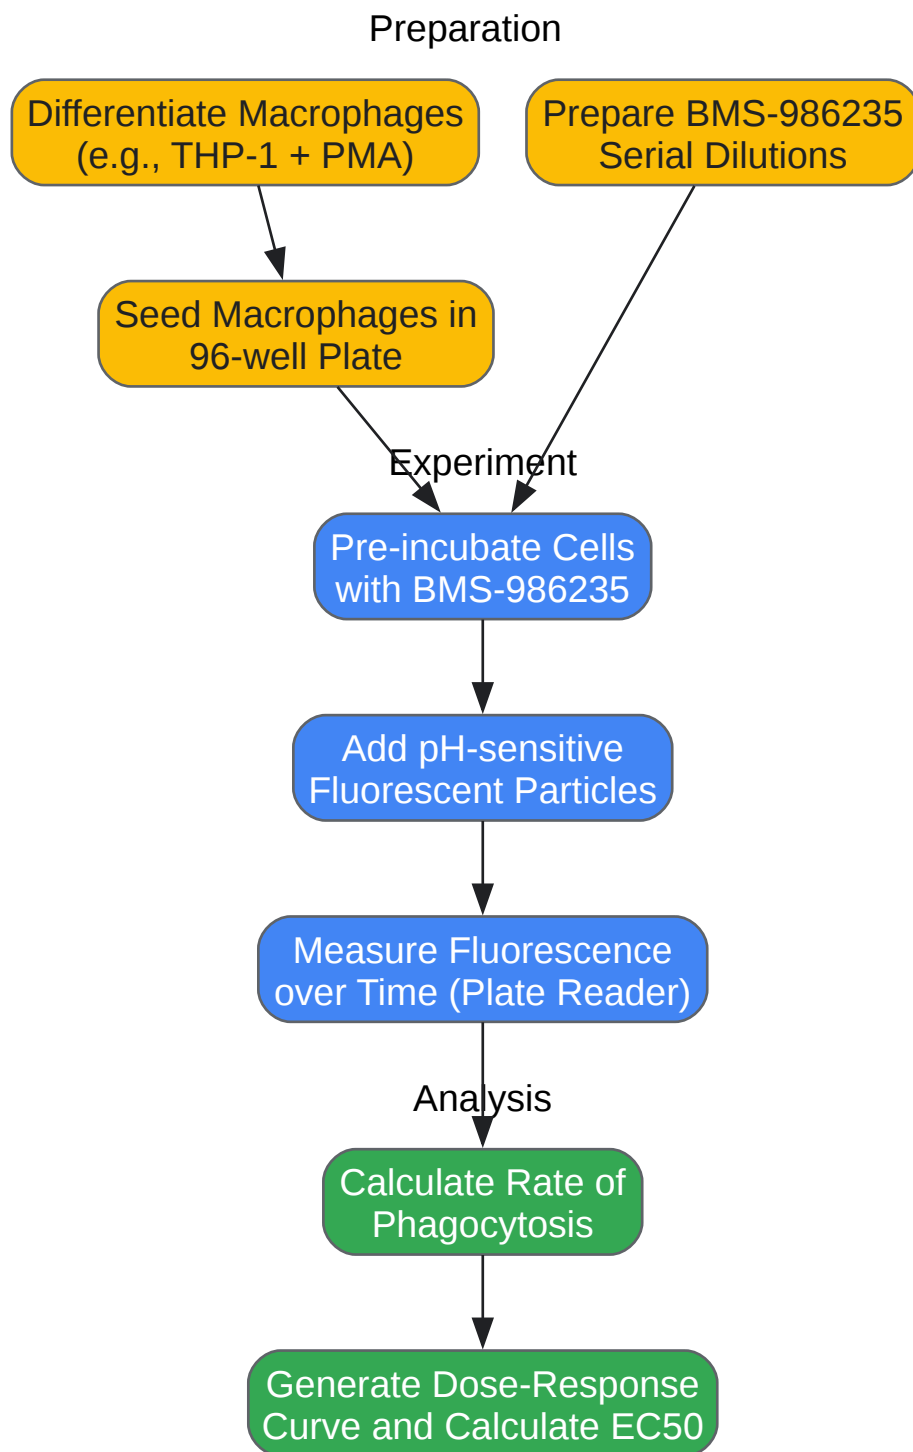 Preparation
Differentiate Macrophages
(e.g., THP-1 + PMA)
Prepare BMS-986235
Serial Dilutions
Seed Macrophages in
96-well Plate
Experiment
Pre-incubate Cells
with BMS-986235
Add pH-sensitive
Fluorescent Particles
Measure Fluorescence
over Time (Plate Reader)
Analysis
Calculate Rate of
Phagocytosis
Generate Dose-Response
Curve and Calculate EC50